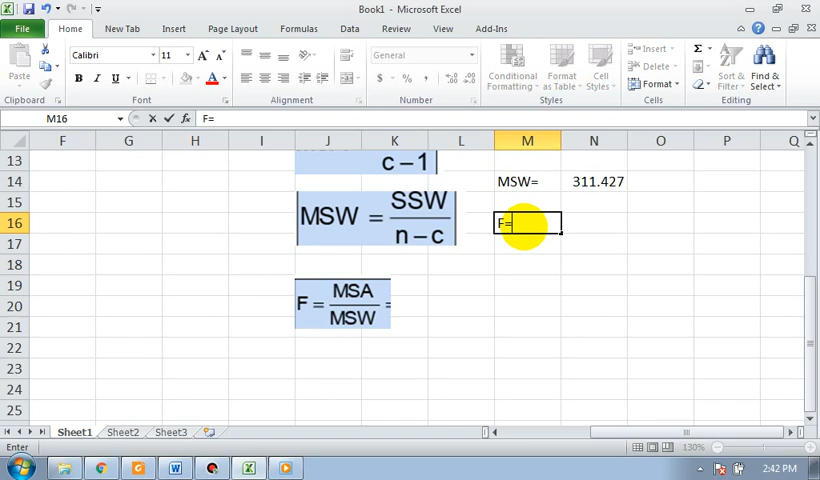 Book1 - Microsoft Excel
File Home New Tab Insert Page Layout Formulas Data Review View Add-Ins
Calibri 11 A A General Insert Σ
Paste B I U A $ % , Conditional Formatting Format as Table Cell Styles Delete Format Sort & Filter Find & Select
Clipboard Font Alignment Number Styles Cells Editing
M16 fx F=
F G H I J K L M N O P Q
13 c – 1
14 MSW= 311.427
15 MSW = SSW
16 n – c F=
17
18
19 F = MSA =
20 MSW
21
22
23
24
25
Sheet1 Sheet2 Sheet3
Enter 130%
2:42 PM